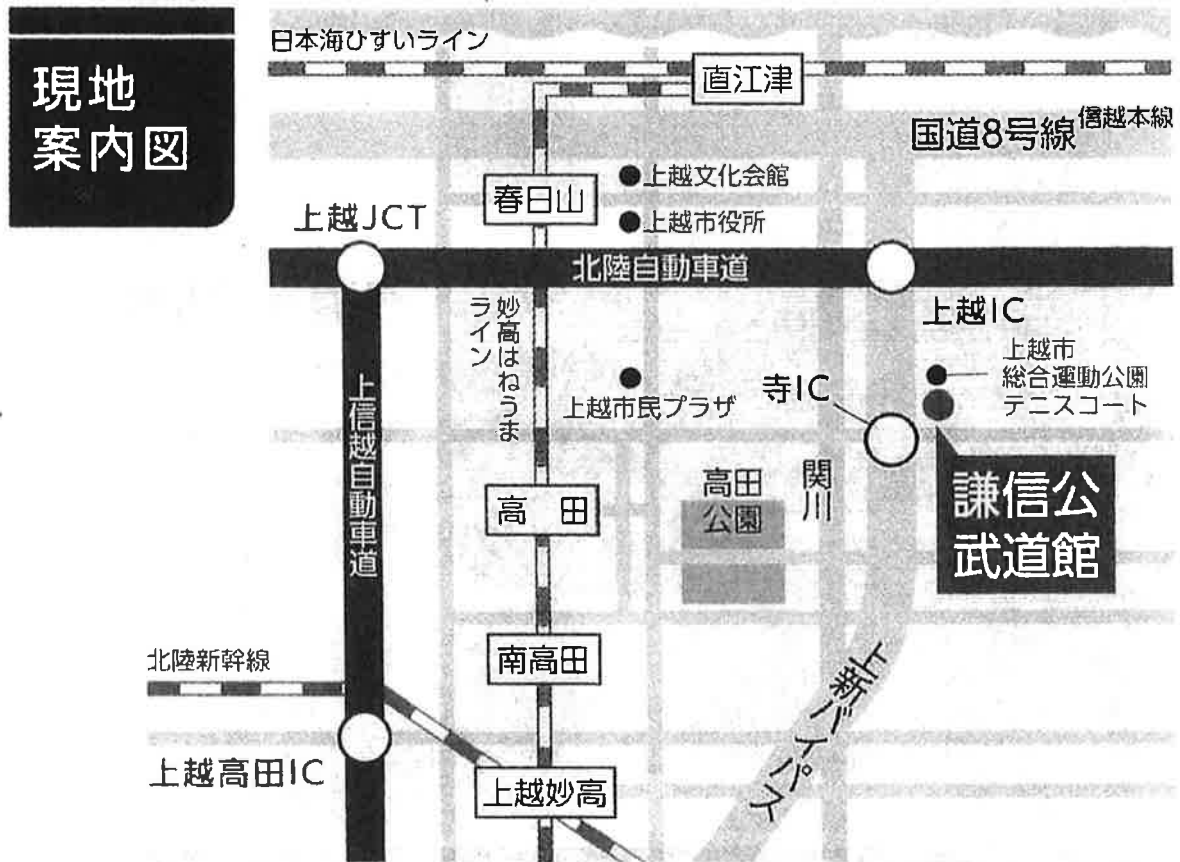 現地
案内図
日本海ひすいライン
直江津
国道8号線
信越本線
春日山
上越文化会館
上越市役所
上越JCT
北陸自動車道
上越IC
妙高はねうま
ライン
上越市
総合運動公園
テニスコート
上越市民プラザ
寺IC
上信越自動車道
高田
高田
公園
関川
謙信公
武道館
南高田
北陸新幹線
上新バイパス
上越高田IC
上越妙高